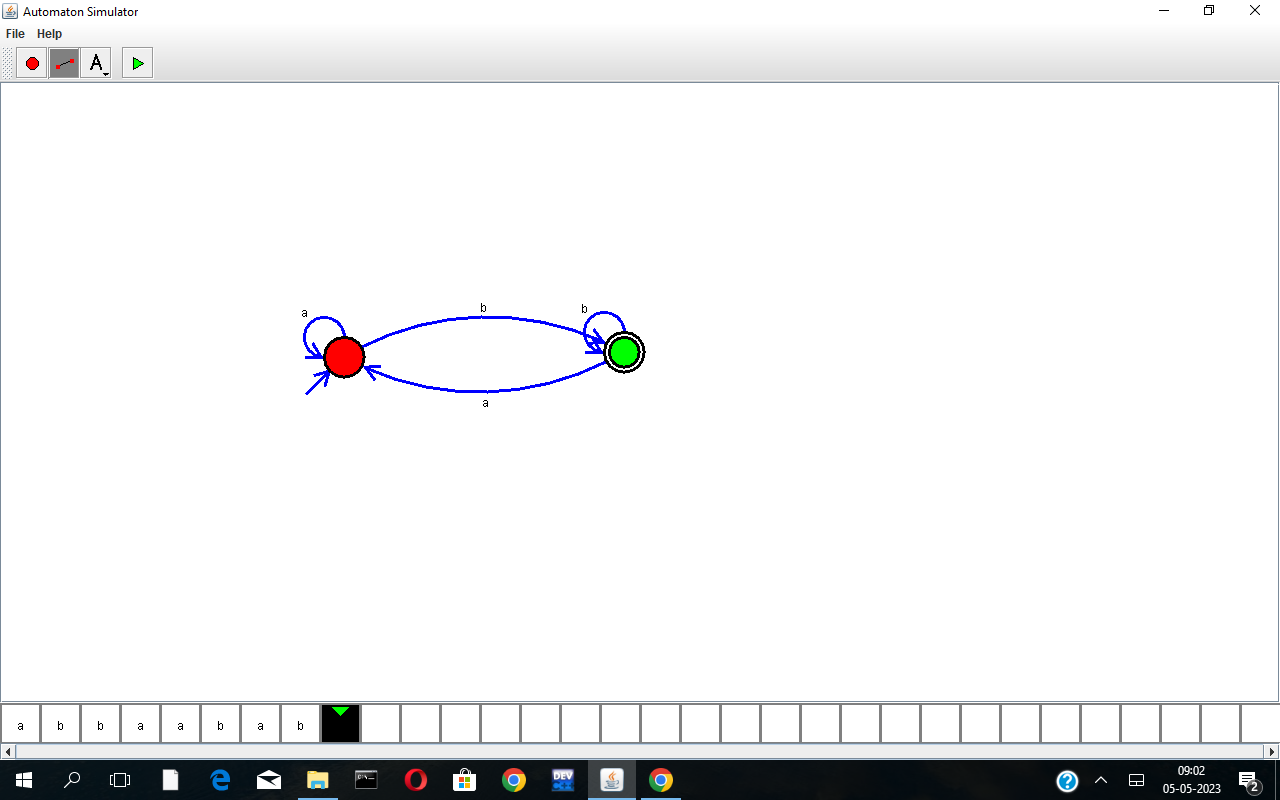 Automaton Simulator
File Help
A
a
b
b
a
a b b a a b a b
DEV
C++
09:02
05-05-2023
2